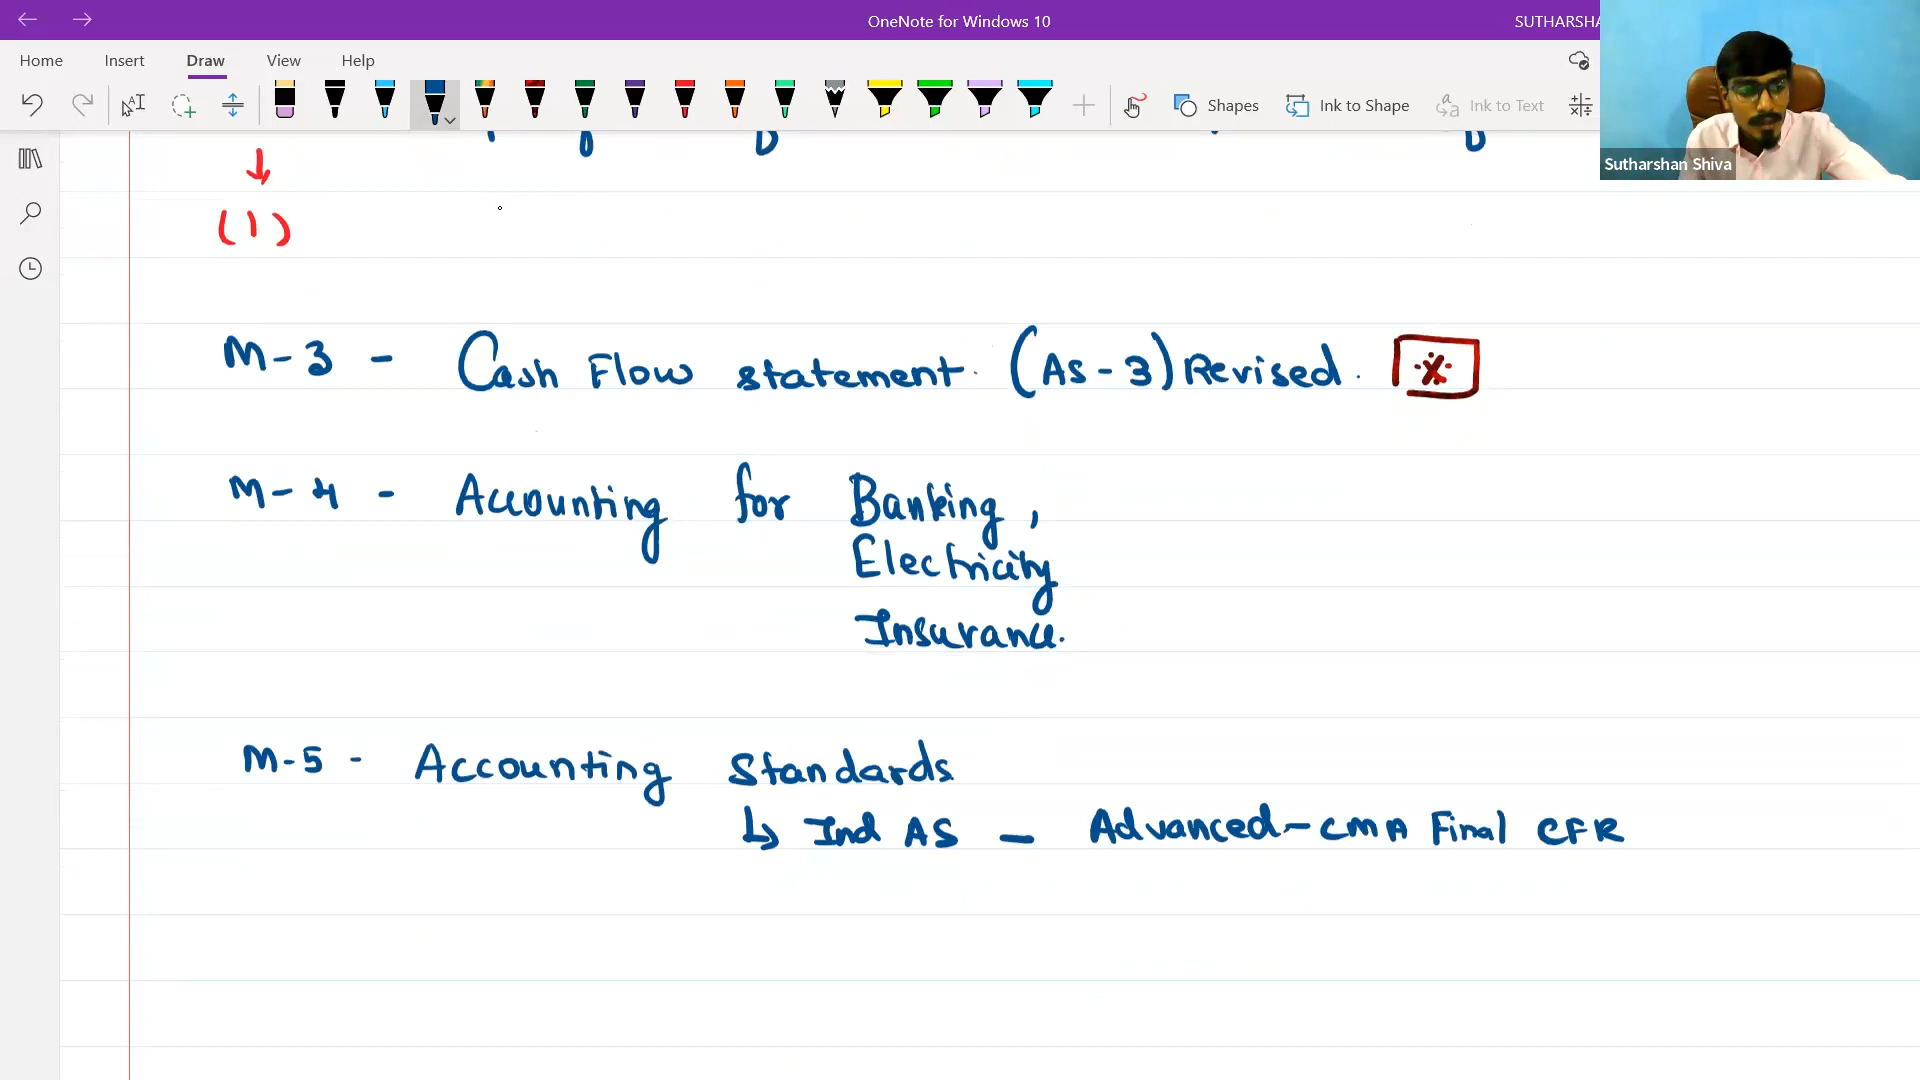 OneNote for Windows 10
SUTHARSHA
Home Insert Draw View Help
Shapes Ink to Shape Ink to Text
Sutharshan Shiva
(1)
M-3 - Cash Flow statement. (AS-3) Revised.
M-4 - Accounting for Banking,
Electricity
Insurance.
M-5 - Accounting Standards
↳ Ind AS - Advanced-CMA Final CFR